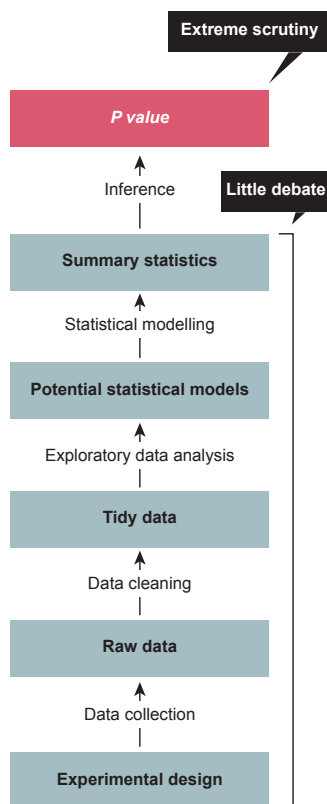 Extreme scrutiny
P value
Inference
Little debate
Summary statistics
Statistical modelling
Potential statistical models
Exploratory data analysis
Tidy data
Data cleaning
Raw data
Data collection
Experimental design